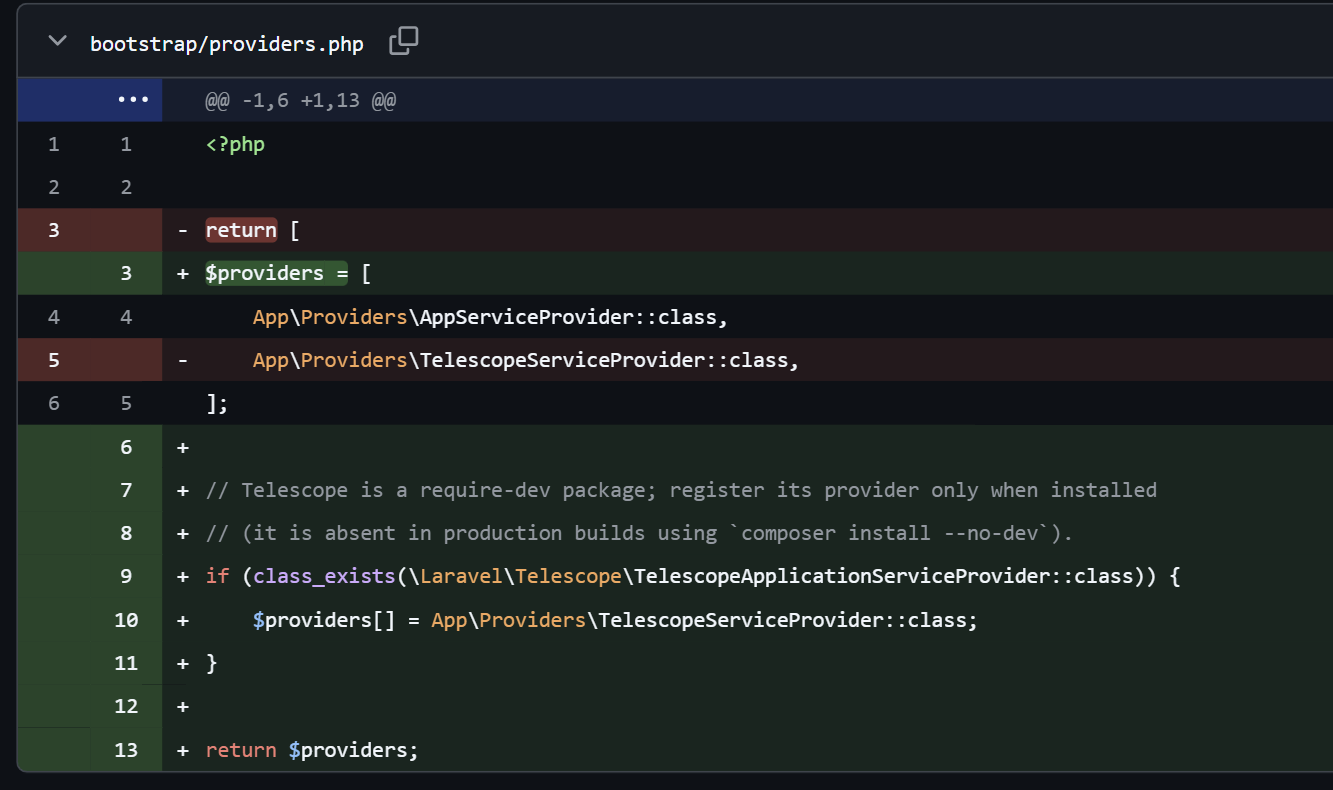 bootstrap/providers.php
... @@ -1,6 +1,13 @@
1 1 <?php
2 2
3 - return [
3 + $providers = [
4 4 App\Providers\AppServiceProvider::class,
5 - App\Providers\TelescopeServiceProvider::class,
6 5 ];
6 +
7 + // Telescope is a require-dev package; register its provider only when installed
8 + // (it is absent in production builds using `composer install --no-dev`).
9 + if (class_exists(\Laravel\Telescope\TelescopeApplicationServiceProvider::class)) {
10 + $providers[] = App\Providers\TelescopeServiceProvider::class;
11 + }
12 +
13 + return $providers;